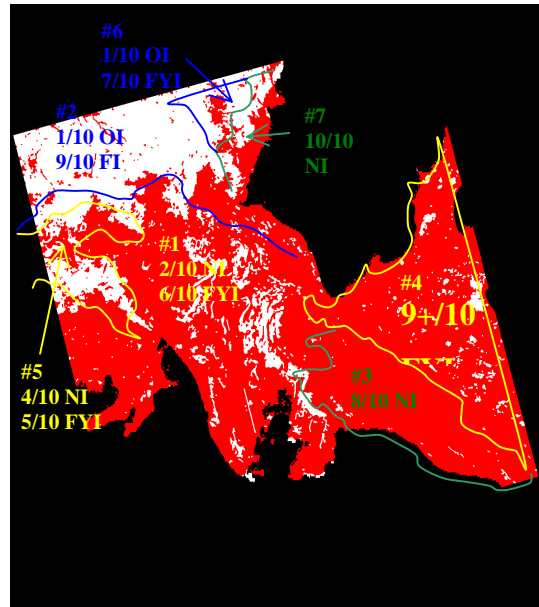 #6
1/10 OI
7/10 FYI
#2
1/10 OI
9/10 FI
#7
10/10
NI
#1
2/10 NI
6/10 FYI
#4
9+/10
#5
4/10 NI
5/10 FYI
#3
8/10 NI